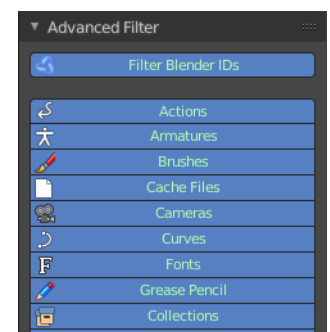 Advanced Filter
Filter Blender IDs
Actions
Armatures
Brushes
Cache Files
Cameras
Curves
Fonts
Grease Pencil
Collections